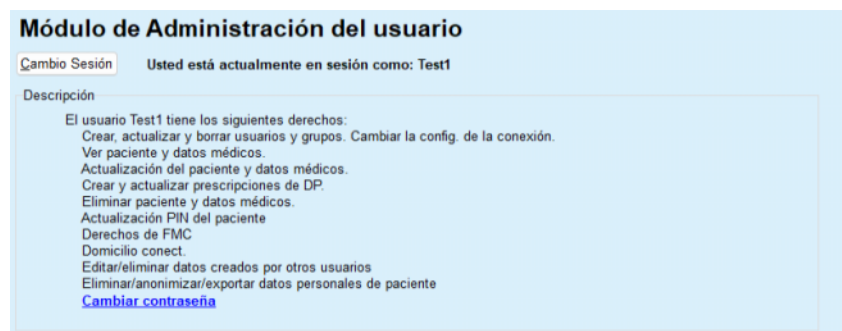 Módulo de Administración del usuario
Cambio Sesión Usted está actualmente en sesión como: Test1
Descripción
El usuario Test1 tiene los siguientes derechos:
Crear, actualizar y borrar usuarios y grupos. Cambiar la config. de la conexión.
Ver paciente y datos médicos.
Actualización del paciente y datos médicos.
Crear y actualizar prescripciones de DP.
Eliminar paciente y datos médicos.
Actualización PIN del paciente
Derechos de FMC
Domicilio conect.
Editar/eliminar datos creados por otros usuarios
Eliminar/anonimizar/exportar datos personales de paciente
Cambiar contraseña